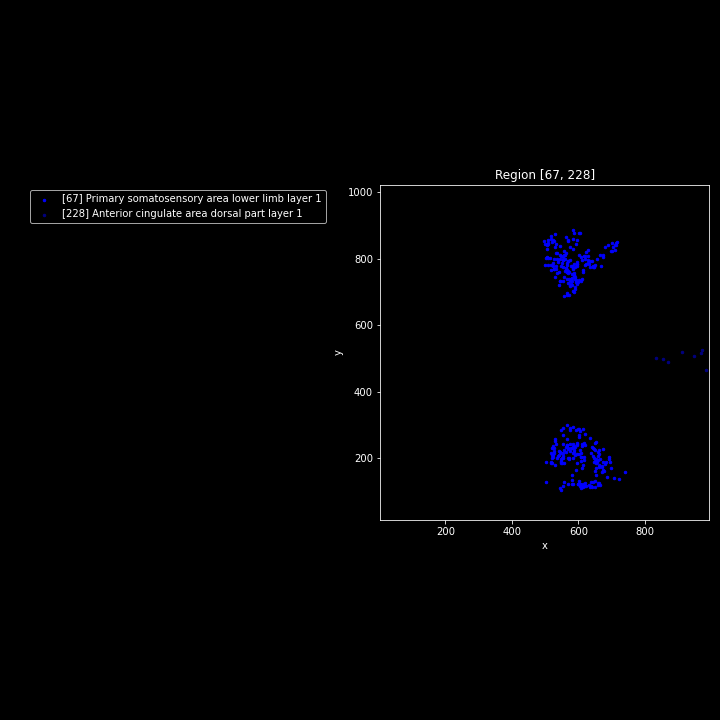 Region [67, 228]
[67] Primary somatosensory area lower limb layer 1
[228] Anterior cingulate area dorsal part layer 1
1000
800
600
400
200
y
200 400 600 800
x